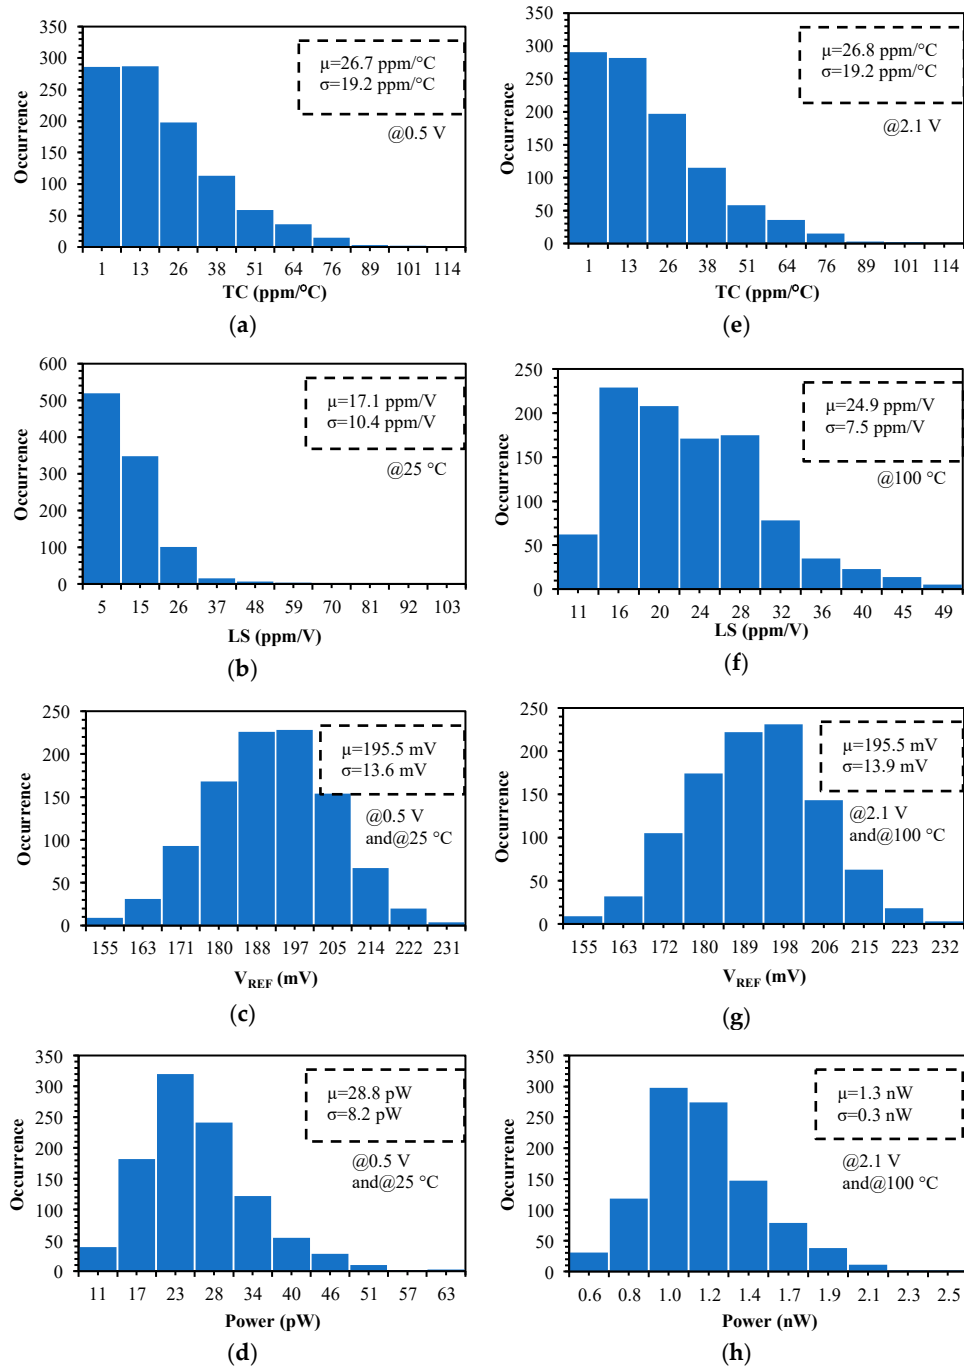 350
300
250
200
150
100
50
0
Occurrence
μ=26.7 ppm/°C
σ=19.2 ppm/°C
@0.5 V
1 13 26 38 51 64 76 89 101 114
TC (ppm/°C)
(a)
350
300
250
200
150
100
50
0
Occurrence
μ=26.8 ppm/°C
σ=19.2 ppm/°C
@2.1 V
1 13 26 38 51 64 76 89 101 114
TC (ppm/°C)
(e)
600
500
400
300
200
100
0
Occurrence
μ=17.1 ppm/V
σ=10.4 ppm/V
@25 °C
5 15 26 37 48 59 70 81 92 103
LS (ppm/V)
(b)
250
200
150
100
50
0
Occurrence
μ=24.9 ppm/V
σ=7.5 ppm/V
@100 °C
11 16 20 24 28 32 36 40 45 49
LS (ppm/V)
(f)
250
200
150
100
50
0
Occurrence
μ=195.5 mV
σ=13.6 mV
@0.5 V
and@25 °C
155 163 171 180 188 197 205 214 222 231
VREF (mV)
(c)
250
200
150
100
50
0
Occurrence
μ=195.5 mV
σ=13.9 mV
@2.1 V
and@100 °C
155 163 172 180 189 198 206 215 223 232
VREF (mV)
(g)
350
300
250
200
150
100
50
0
Occurrence
μ=28.8 pW
σ=8.2 pW
@0.5 V
and@25 °C
11 17 23 28 34 40 46 51 57 63
Power (pW)
(d)
350
300
250
200
150
100
50
0
Occurrence
μ=1.3 nW
σ=0.3 nW
@2.1 V
and@100 °C
0.6 0.8 1.0 1.2 1.4 1.7 1.9 2.1 2.3 2.5
Power (nW)
(h)